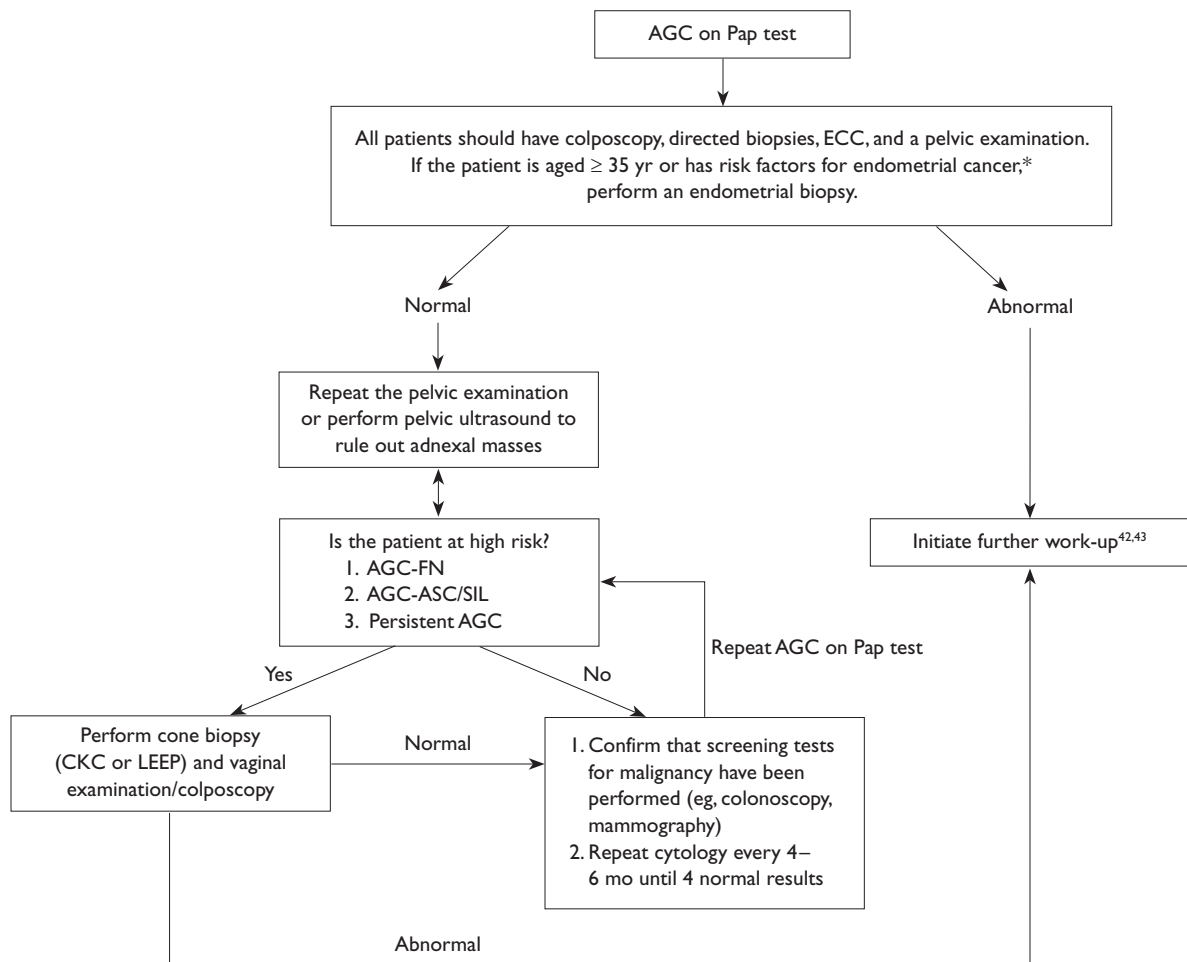 AGC on Pap test
All patients should have colposcopy, directed biopsies, ECC, and a pelvic examination.
If the patient is aged ≥ 35 yr or has risk factors for endometrial cancer,*
perform an endometrial biopsy.
Normal
Abnormal
Repeat the pelvic examination
or perform pelvic ultrasound to
rule out adnexal masses
Is the patient at high risk?
1. AGC-FN
2. AGC-ASC/SIL
3. Persistent AGC
Initiate further work-up42,43
Repeat AGC on Pap test
Yes
No
Perform cone biopsy
(CKC or LEEP) and vaginal
examination/colposcopy
Normal
1. Confirm that screening tests
for malignancy have been
performed (eg, colonoscopy,
mammography)
2. Repeat cytology every 4–
6 mo until 4 normal results
Abnormal